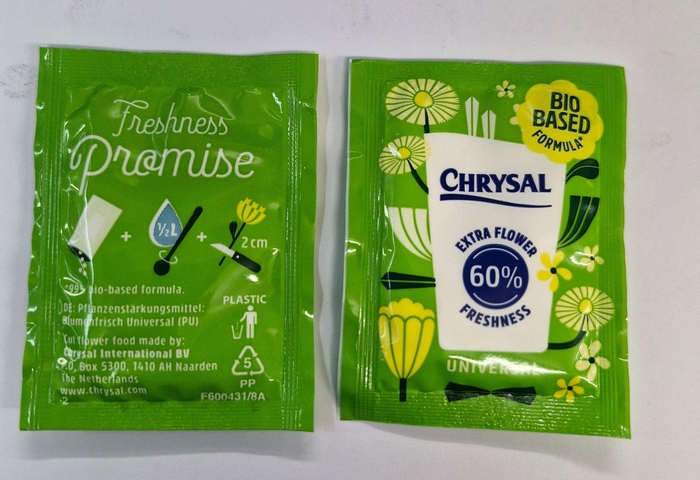 Freshness
Promise
+ ½L + 2 cm
*99% bio-based formula.
DE: Pflanzenstärkungsmittel:
Blumenfrisch Universal (PU)
Cut flower food made by:
Chrysal International BV
P.O. Box 5300, 1410 AH Naarden
The Netherlands
www.chrysal.com
2
PLASTIC
5
PP
F600431/8A
BIO
BASED
FORMULA*
CHRYSAL
EXTRA FLOWER
60%
FRESHNESS
UNIVERSAL